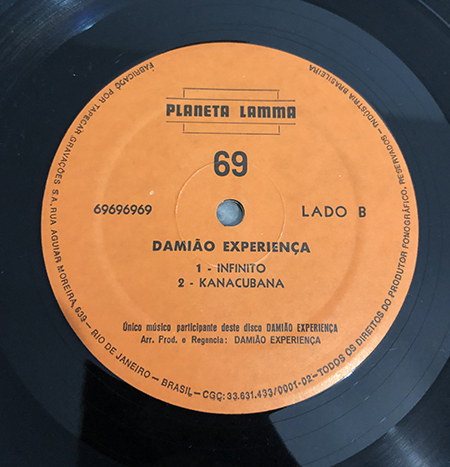 PLANETA LAMMA
69
69696969
LADO B
DAMIÃO EXPERIENÇA
1 - INFINITO
2 - KANACUBANA
Único músico participante deste disco DAMIÃO EXPERIENÇA
Arr. Prod. e Regencia: DAMIÃO EXPERIENÇA
FABRICADO POR TAPECAR GRAVAÇÕES S.A. RUA AGUIAR MOREIRA, 639 - RIO DE JANEIRO - BRASIL - CGÇ: 33.631.433/0001-02 - TODOS OS DIREITOS DO PRODUTOR FONOGRÁFICO, RESERVADOS - INDÚSTRIA BRASILEIRA